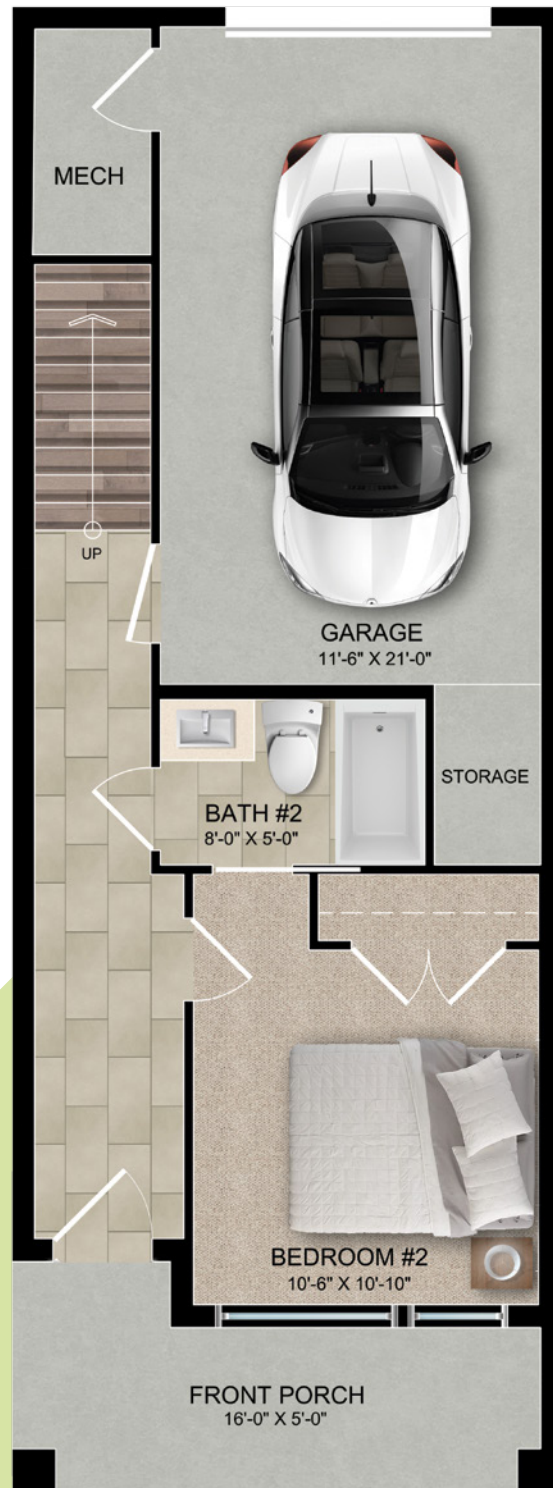 MECH
UP
GARAGE
11'-6" X 21'-0"
STORAGE
BATH #2
8'-0" X 5'-0"
BEDROOM #2
10'-6" X 10'-10"
FRONT PORCH
16'-0" X 5'-0"